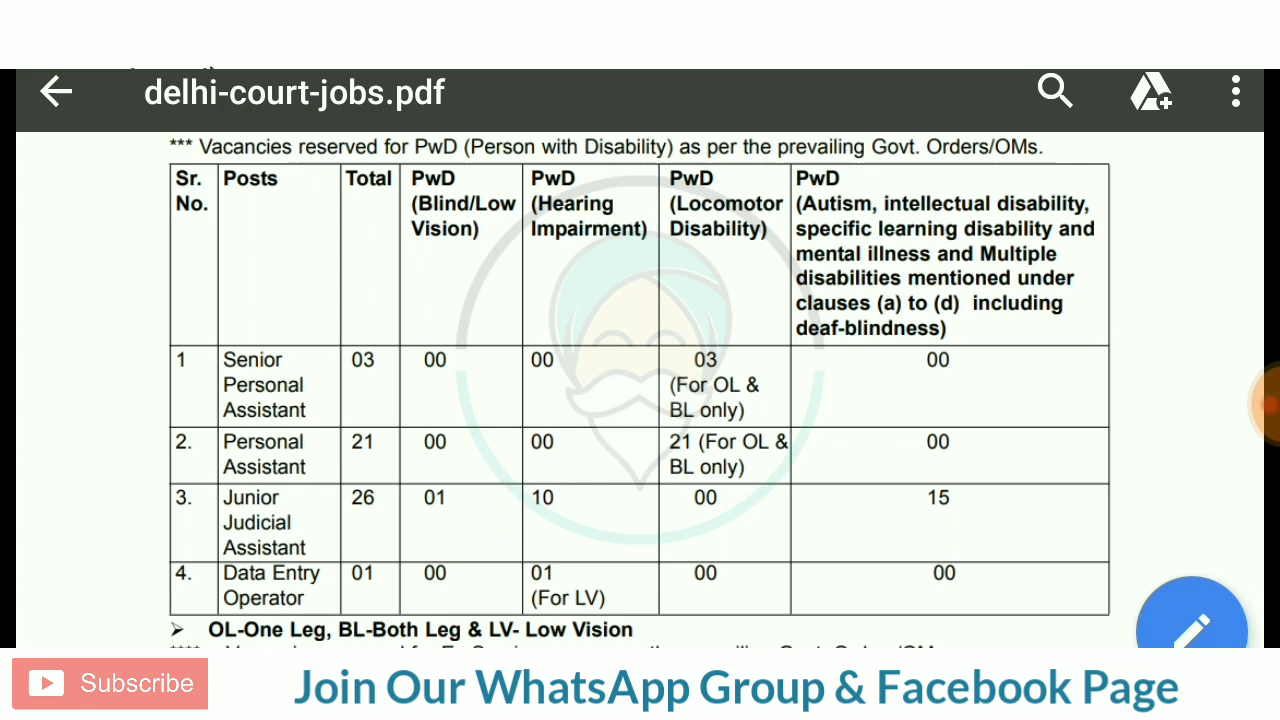 delhi-court-jobs.pdf
*** Vacancies reserved for PwD (Person with Disability) as per the prevailing Govt. Orders/OMs.
Sr. No. Posts Total PwD (Blind/Low Vision) PwD (Hearing Impairment) PwD (Locomotor Disability) PwD (Autism, intellectual disability, specific learning disability and mental illness and Multiple disabilities mentioned under clauses (a) to (d) including deaf-blindness)
1 Senior Personal Assistant 03 00 00 03 (For OL & BL only) 00
2. Personal Assistant 21 00 00 21 (For OL & BL only) 00
3. Junior Judicial Assistant 26 01 10 00 15
4. Data Entry Operator 01 00 01 (For LV) 00 00
➢ OL-One Leg, BL-Both Leg & LV- Low Vision
Subscribe
Join Our WhatsApp Group & Facebook Page